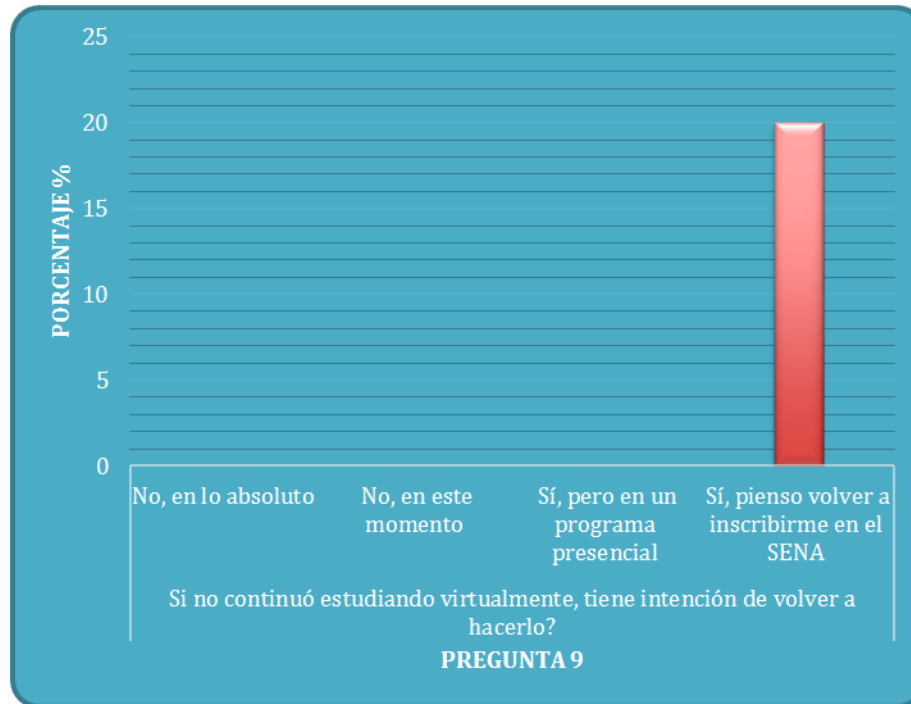 25
20
15
10
5
0
PORCENTAJE %
No, en lo absoluto
No, en este
momento
Sí, pero en un
programa
presencial
Sí, pienso volver a
inscribirme en el
SENA
Si no continuó estudiando virtualmente, tiene intención de volver a
hacerlo?
PREGUNTA 9